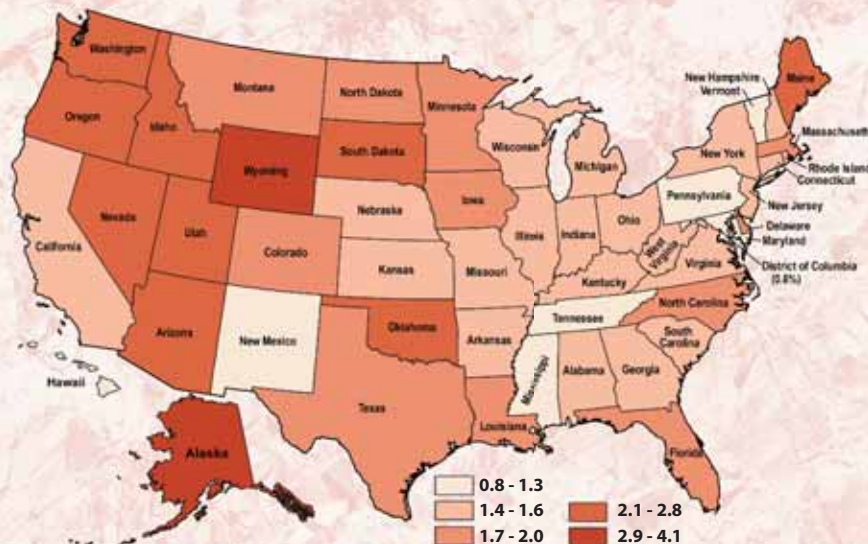 Washington
Montana
North Dakota
Minnesota
Oregon
Idaho
Wyoming
South Dakota
Wisconsin
Michigan
New York
New Hampshire
Vermont
Maine
Massachusett
Rhode Island
Connecticut
Pennsylvania
New Jersey
Delaware
Maryland
District of Columbia
(0.8%)
Nevada
Utah
Colorado
Nebraska
Iowa
Illinois
Indiana
Ohio
West
Virginia
Virginia
California
Kansas
Missouri
Kentucky
North Carolina
Tennessee
South
Carolina
Arizona
New Mexico
Oklahoma
Arkansas
Mississippi
Alabama
Georgia
Hawaii
Texas
Louisiana
Florida
Alaska
0.8 - 1.3
1.4 - 1.6
1.7 - 2.0
2.1 - 2.8
2.9 - 4.1